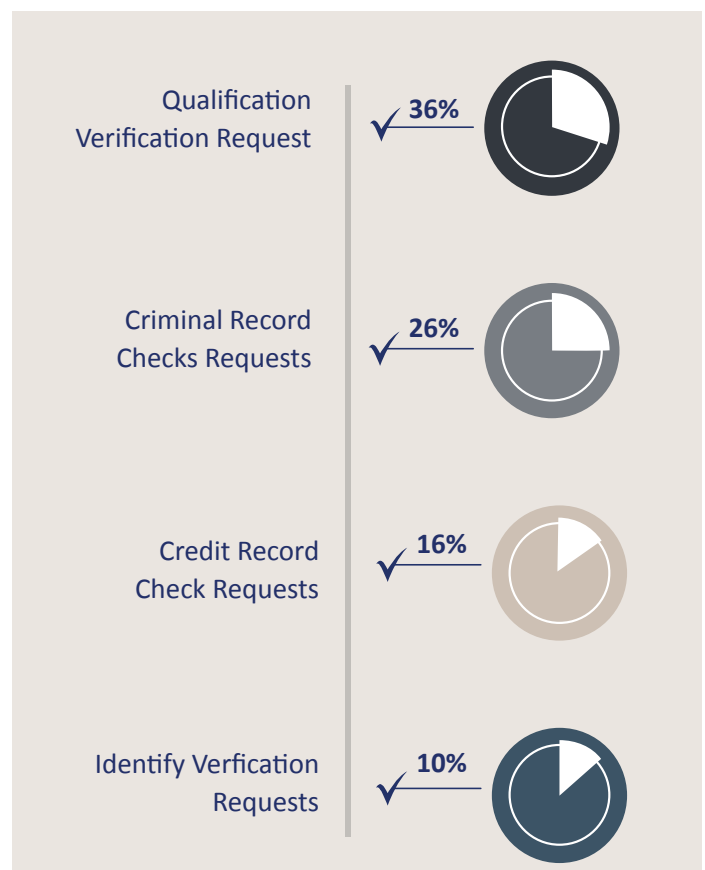 Qualification
Verification Request
36%
Criminal Record
Checks Requests
26%
Credit Record
Check Requests
16%
Identify Verfication
Requests
10%